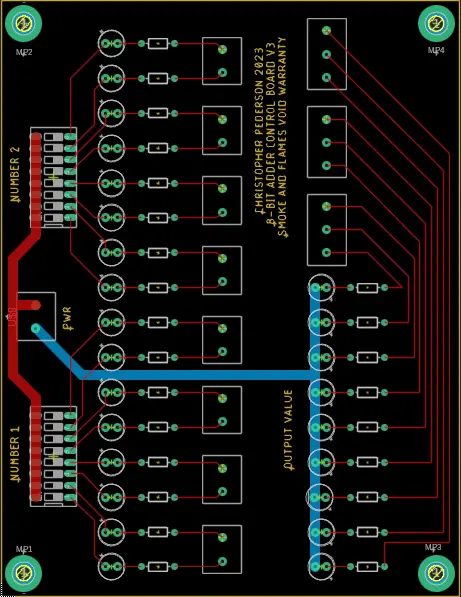 MP2
MP4
CHRISTOPHER PEDERSON 2023
8-BIT ADDER CONTROL BOARD V3
SMOKE AND FLAMES VOID WARRANTY
NUMBER 2
PWR
NUMBER 1
OUTPUT VALUE
MP1
MP3